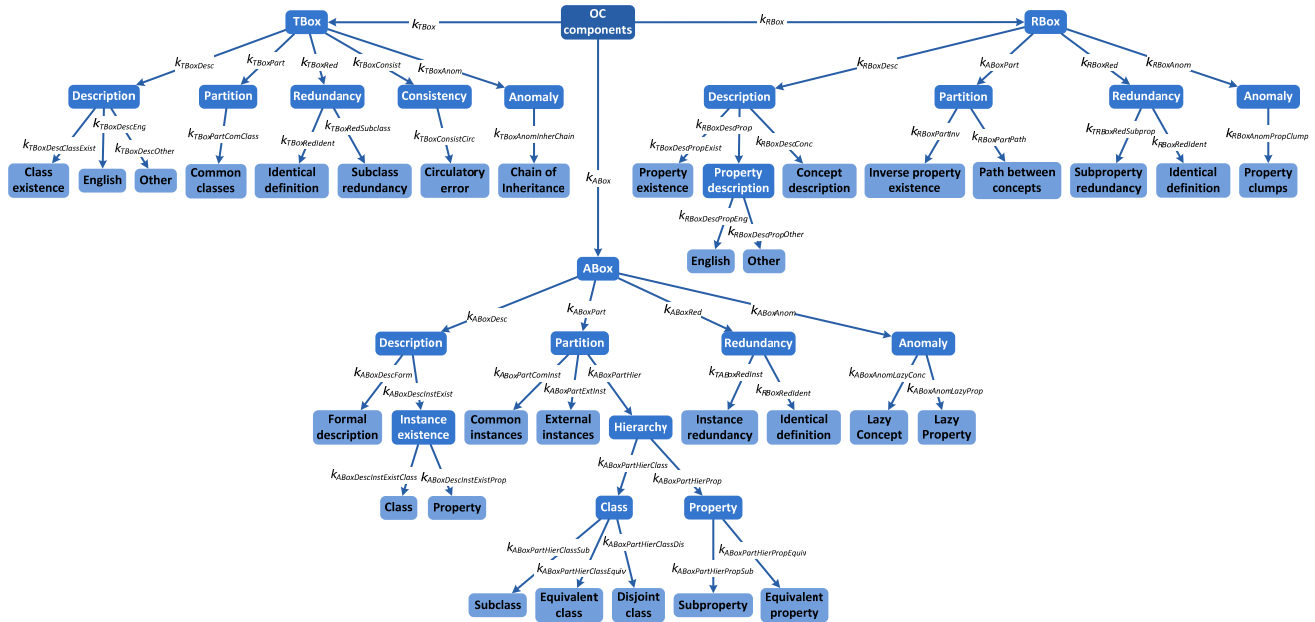 OC
components
TBox
k_TBox
k_RBox
RBox
k_TBoxDesc
k_TBoxPart
k_TBoxRed
k_TBoxConsist
k_TBoxAnom
k_RBoxDesc
k_ABoxPart
k_RBoxRed
k_RBoxAnom
Description
Partition
Redundancy
Consistency
Anomaly
Description
Partition
Redundancy
Anomaly
k_TBoxDescClassExist
k_TBoxDescEng
k_TBoxDescOther
k_TBoxPartComClass
k_TBoxRedIdent
k_TBoxRedSubclass
k_TBoxConsistCirc
k_TBoxAnomInherChain
k_TBoxDescPropExist
k_RBoxDescProp
k_RBoxDescConc
k_RBoxPartInv
k_RBoxPartPath
k_TRBoxRedSubprop
k_RBoxRedIdent
k_RBoxAnomPropClump
Class
existence
English
Other
Common
classes
Identical
definition
Subclass
redundancy
Circulatory
error
Chain of
Inheritance
Property
existence
Property
description
Concept
description
Inverse property
existence
Path between
concepts
Subproperty
redundancy
Identical
definition
Property
clumps
k_ABox
k_RBoxDescPropEng
k_RBoxDescPropOther
English
Other
ABox
k_ABoxDesc
k_ABoxPart
k_ABoxRed
k_ABoxAnom
Description
Partition
Redundancy
Anomaly
k_ABoxDescForm
k_ABoxDescInstExist
k_ABoxPartComInst
k_ABoxPartExtInst
k_ABoxPartHier
k_TABoxRedInst
k_RBoxRedIdent
k_ABoxAnomLazyConc
k_ABoxAnomLazyProp
Formal
description
Instance
existence
Common
instances
External
instances
Hierarchy
Instance
redundancy
Identical
definition
Lazy
Concept
Lazy
Property
k_ABoxDescInstExistClass
k_ABoxDescInstExistProp
k_ABoxPartHierClass
k_ABoxPartHierProp
Class
Property
Class
Property
k_ABoxPartHierClassSub
k_ABoxPartHierClassEquiv
k_ABoxPartHierClassDis
k_ABoxPartHierPropSub
k_ABoxPartHierPropEquiv
Subclass
Equivalent
class
Disjoint
class
Subproperty
Equivalent
property